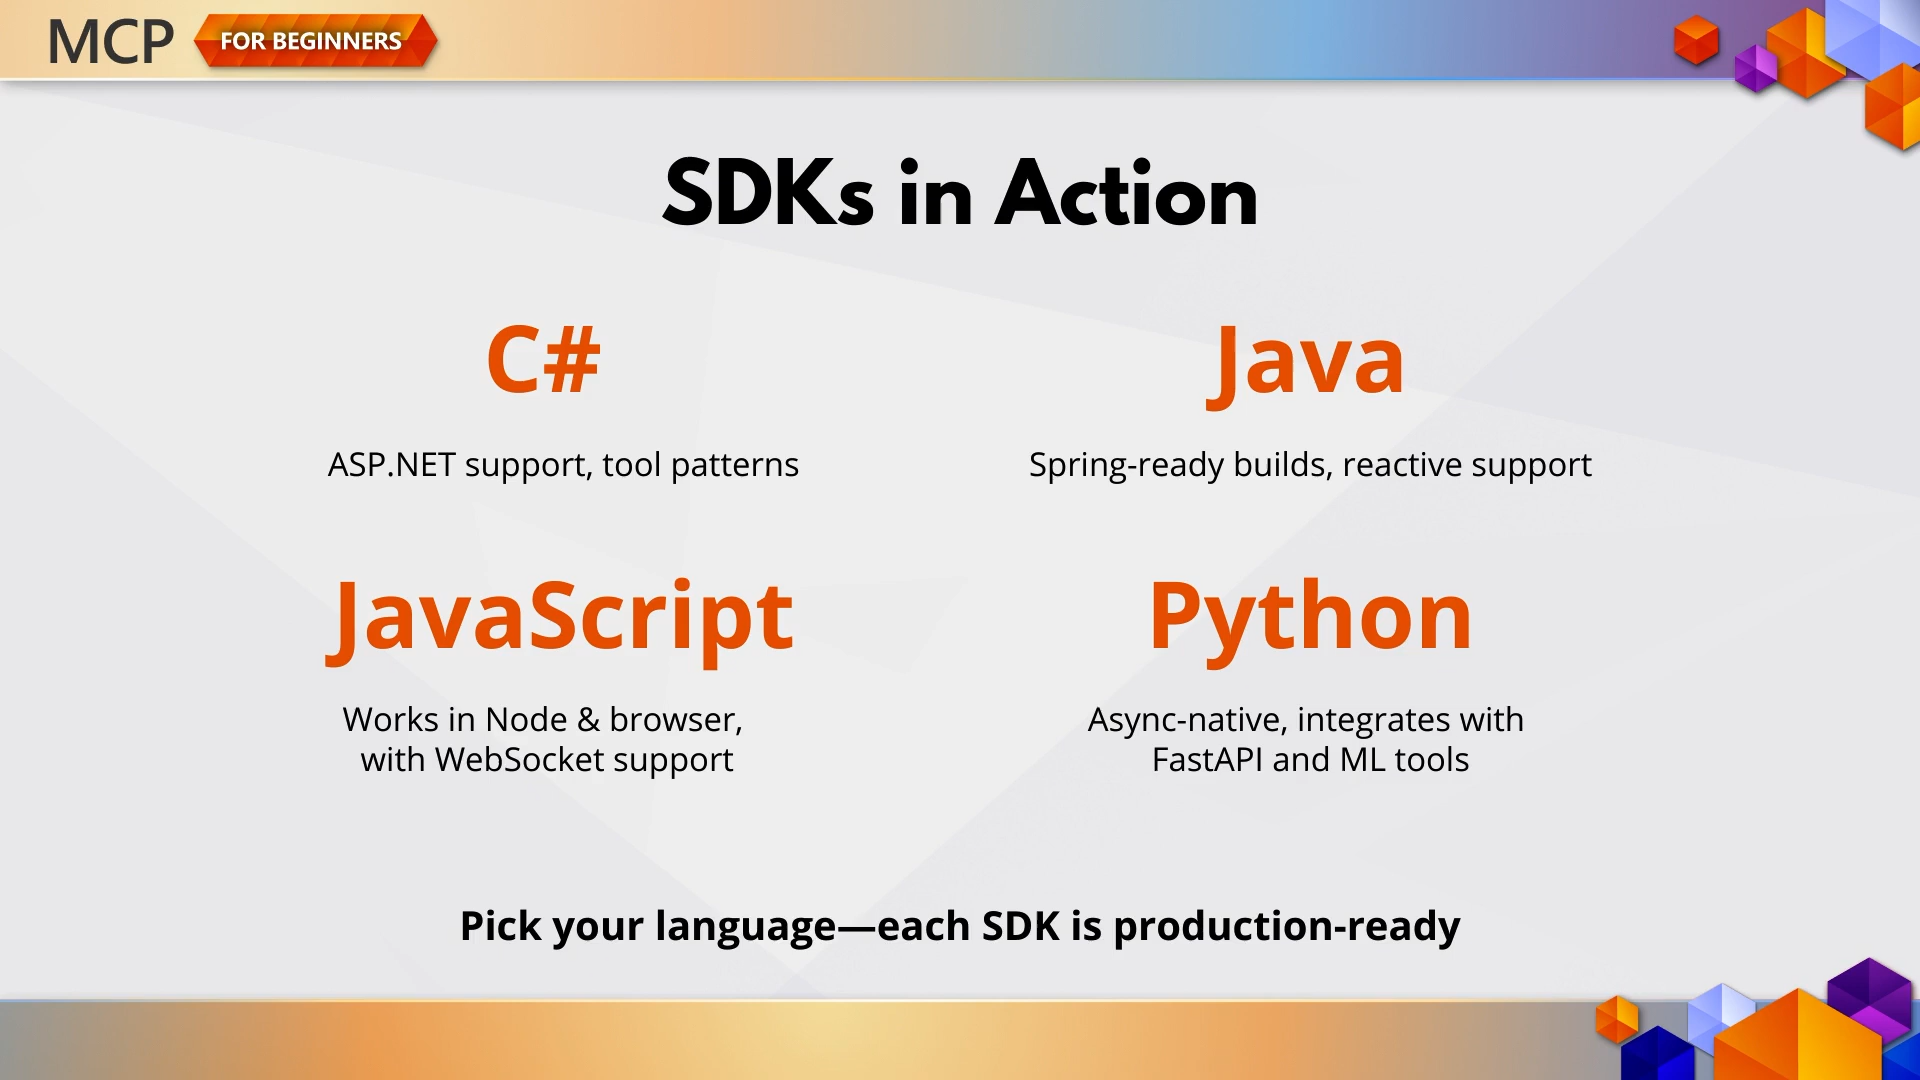 MCP FOR BEGINNERS
SDKs in Action
C#
ASP.NET support, tool patterns
Java
Spring-ready builds, reactive support
JavaScript
Works in Node & browser,
with WebSocket support
Python
Async-native, integrates with
FastAPI and ML tools
Pick your language—each SDK is production-ready